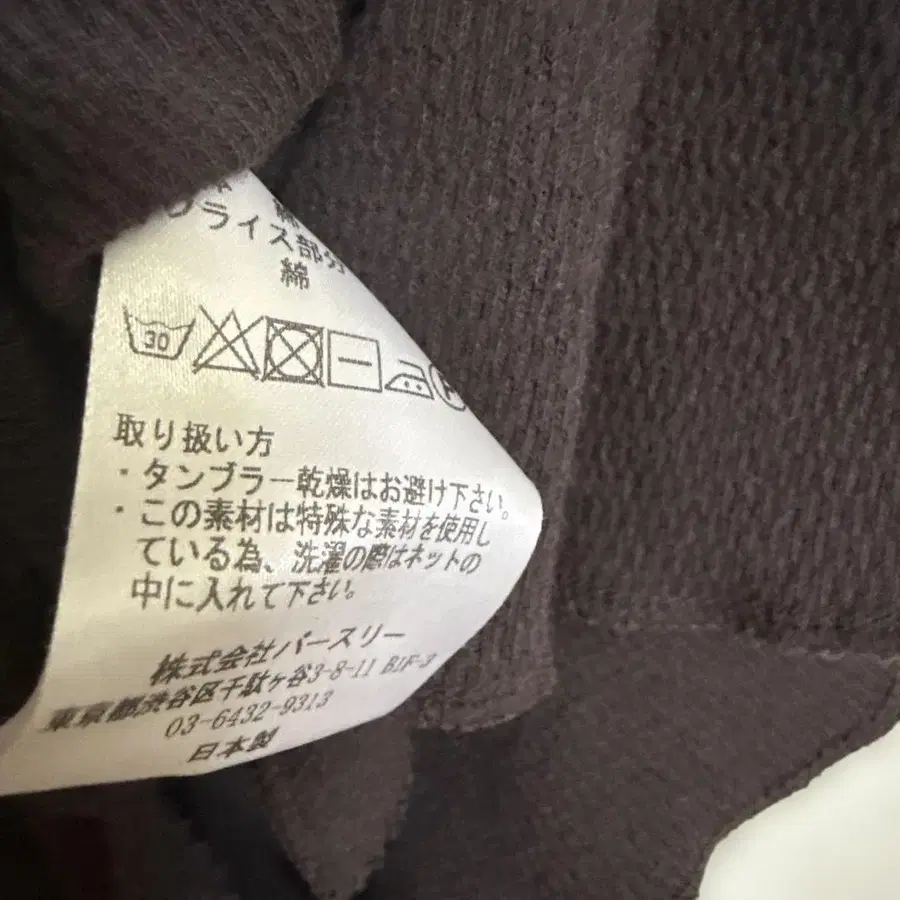 綿
フライス部分
綿
30
取り扱い方
・タンブラー乾燥はお避け下さい。
・この素材は特殊な素材を使用し
ている為、洗濯の際はネットの
中に入れて下さい。
株式会社パースリー
東京都渋谷区千駄ヶ谷3-8-11 B1F-3
03-6432-9313
日本製